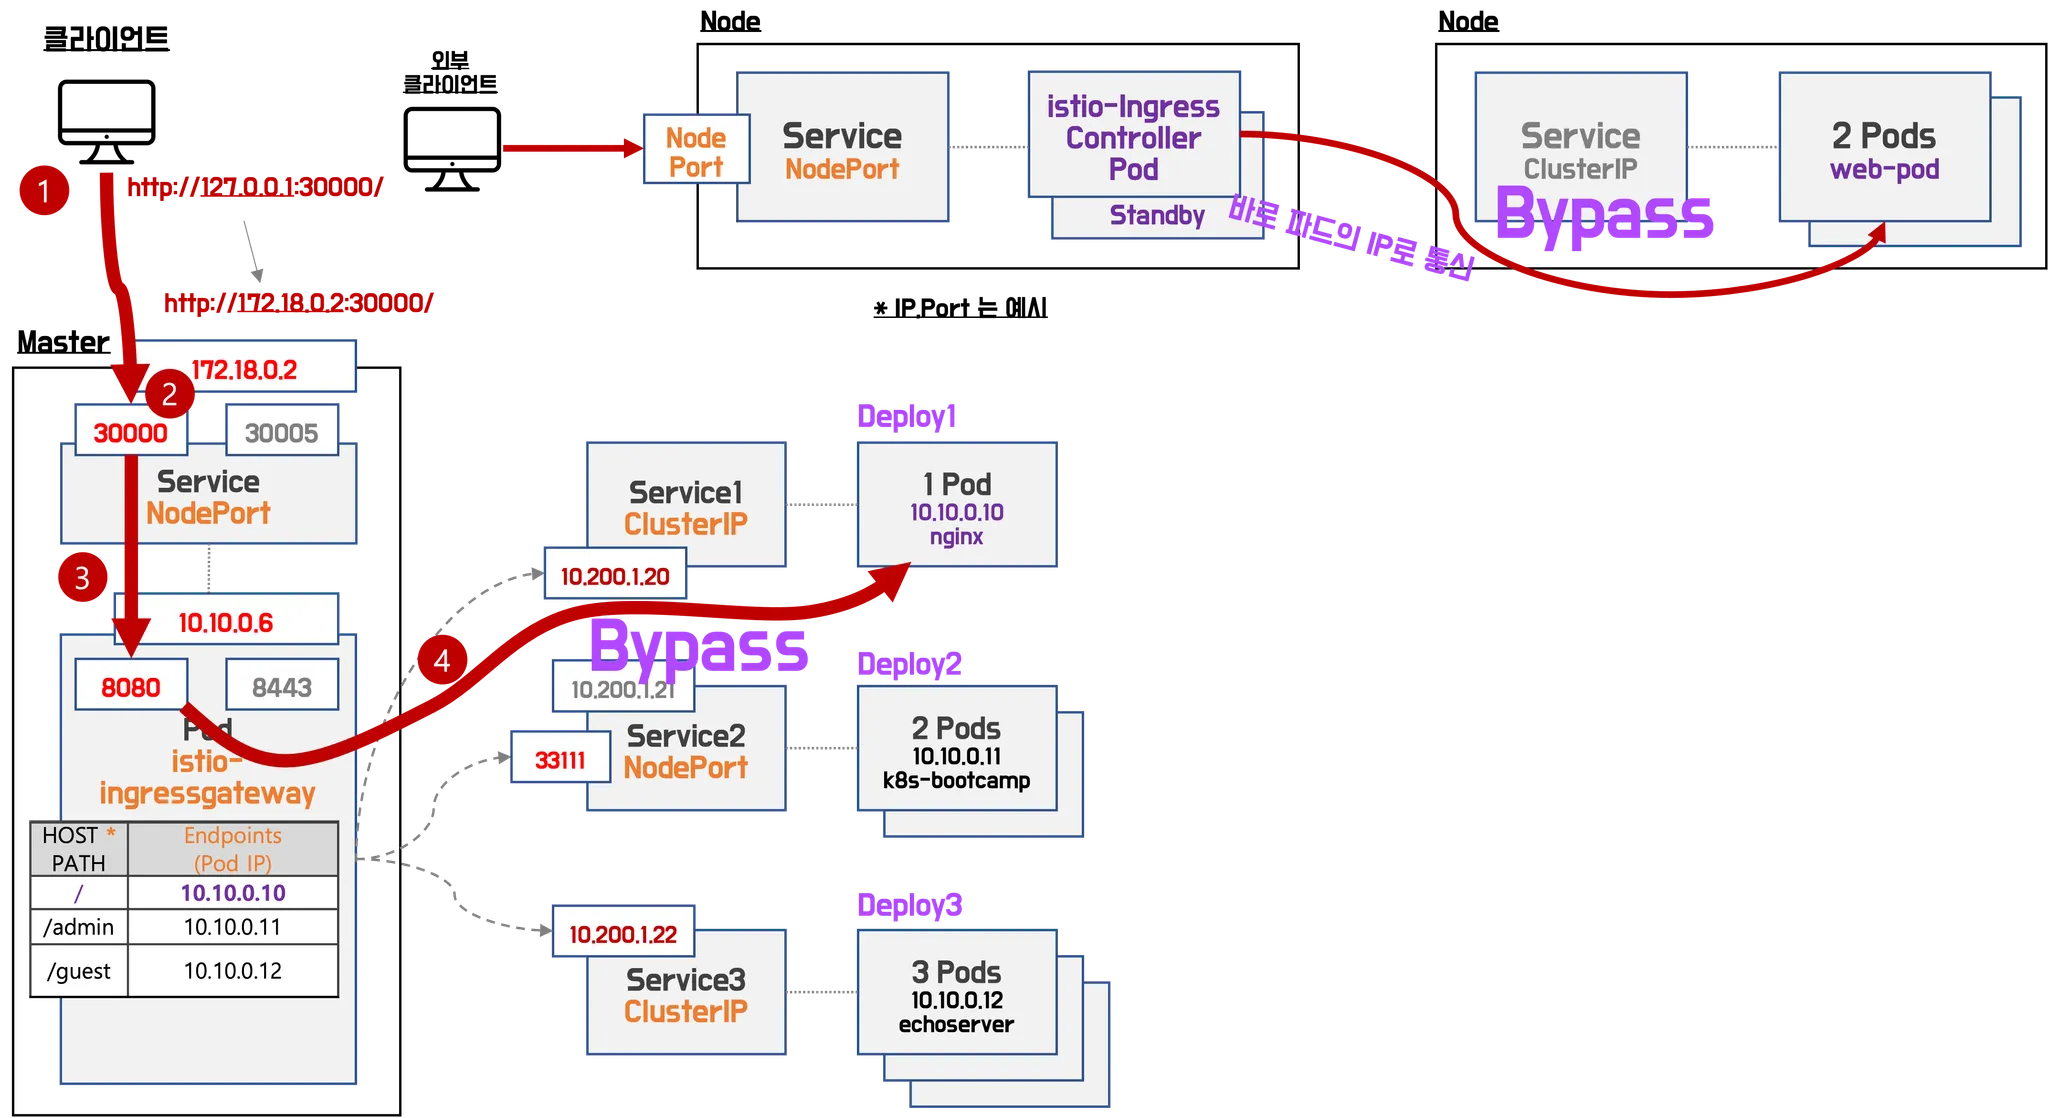 클라이언트
1
http://127.0.0.1:30000/
http://172.18.0.2:30000/
외부
클라이언트
Node
Node
Port
Service
NodePort
istio-Ingress
Controller
Pod
Standby
바로 파드의 IP로 통신
Node
Service
ClusterIP
Bypass
2 Pods
web-pod
* IP,Port 는 예시
Master
172.18.0.2
2
30000
30005
Service
NodePort
3
10.10.0.6
8080
8443
Pod
istio-
ingressgateway
HOST *
PATH
Endpoints
(Pod IP)
/
10.10.0.10
/admin
10.10.0.11
/guest
10.10.0.12
4
Service1
ClusterIP
10.200.1.20
Deploy1
1 Pod
10.10.0.10
nginx
Bypass
10.200.1.21
33111
Service2
NodePort
Deploy2
2 Pods
10.10.0.11
k8s-bootcamp
10.200.1.22
Service3
ClusterIP
Deploy3
3 Pods
10.10.0.12
echoserver